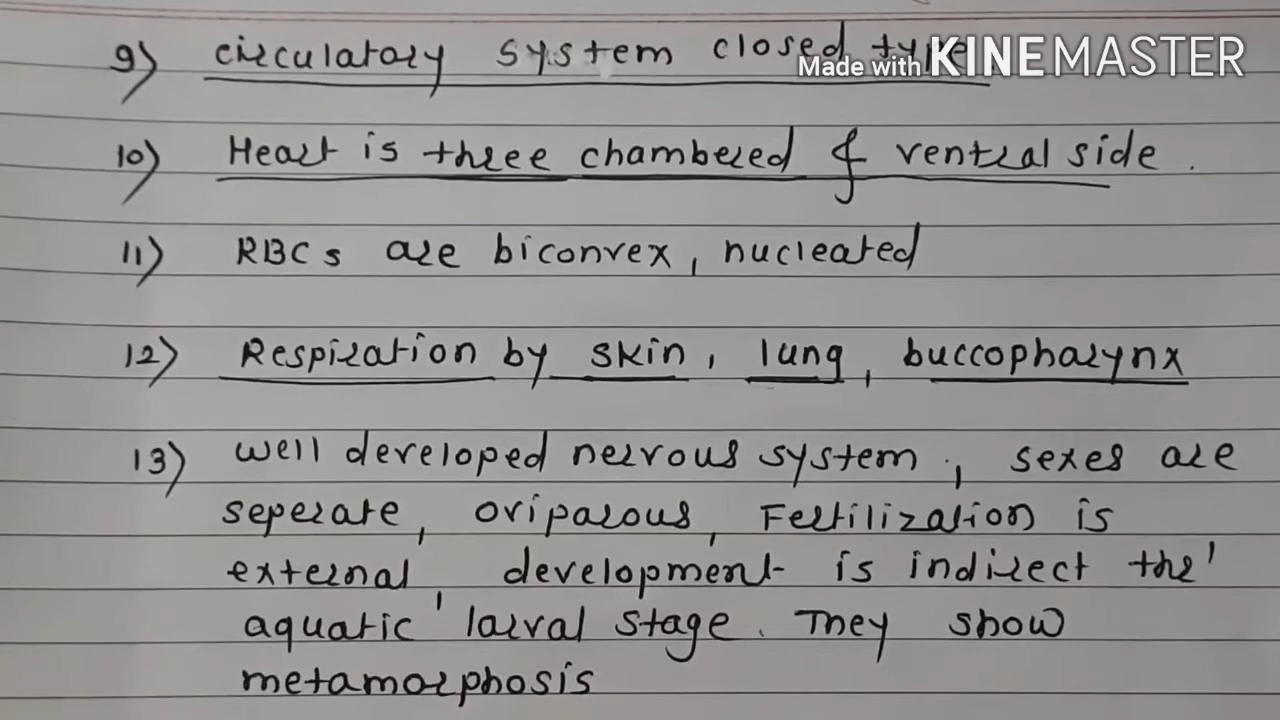 9) circulatory system closed type
Made with KINEMASTER
10) Heart is three chambered & ventral side.
11) RBCs are biconvex, nucleated
12) Respiration by skin, lung, buccopharynx
13) well developed nervous system, sexes are
seperate, oviparous, Fertilization is
external, development is indirect the'
aquatic larval stage. They show
metamorphosis